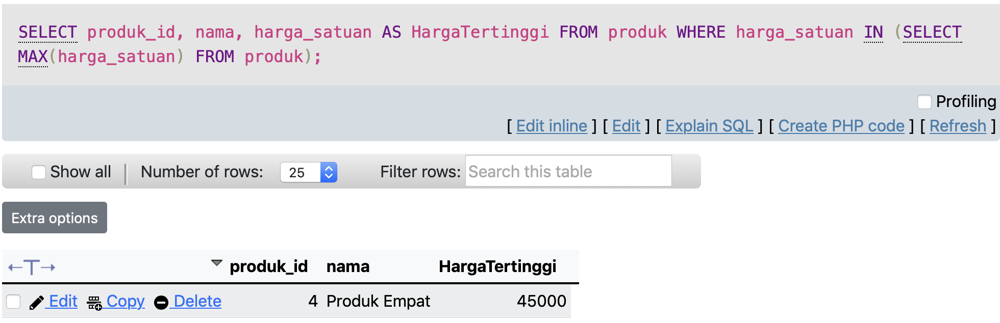 SELECT produk_id, nama, harga_satuan AS HargaTertinggi FROM produk WHERE harga_satuan IN (SELECT
MAX(harga_satuan) FROM produk);
Profiling
[ Edit inline ] [ Edit ] [ Explain SQL ] [ Create PHP code ] [ Refresh ]
Show all | Number of rows: 25 Filter rows: Search this table
Extra options
←T→ produk_id nama HargaTertinggi
Edit Copy Delete 4 Produk Empat 45000